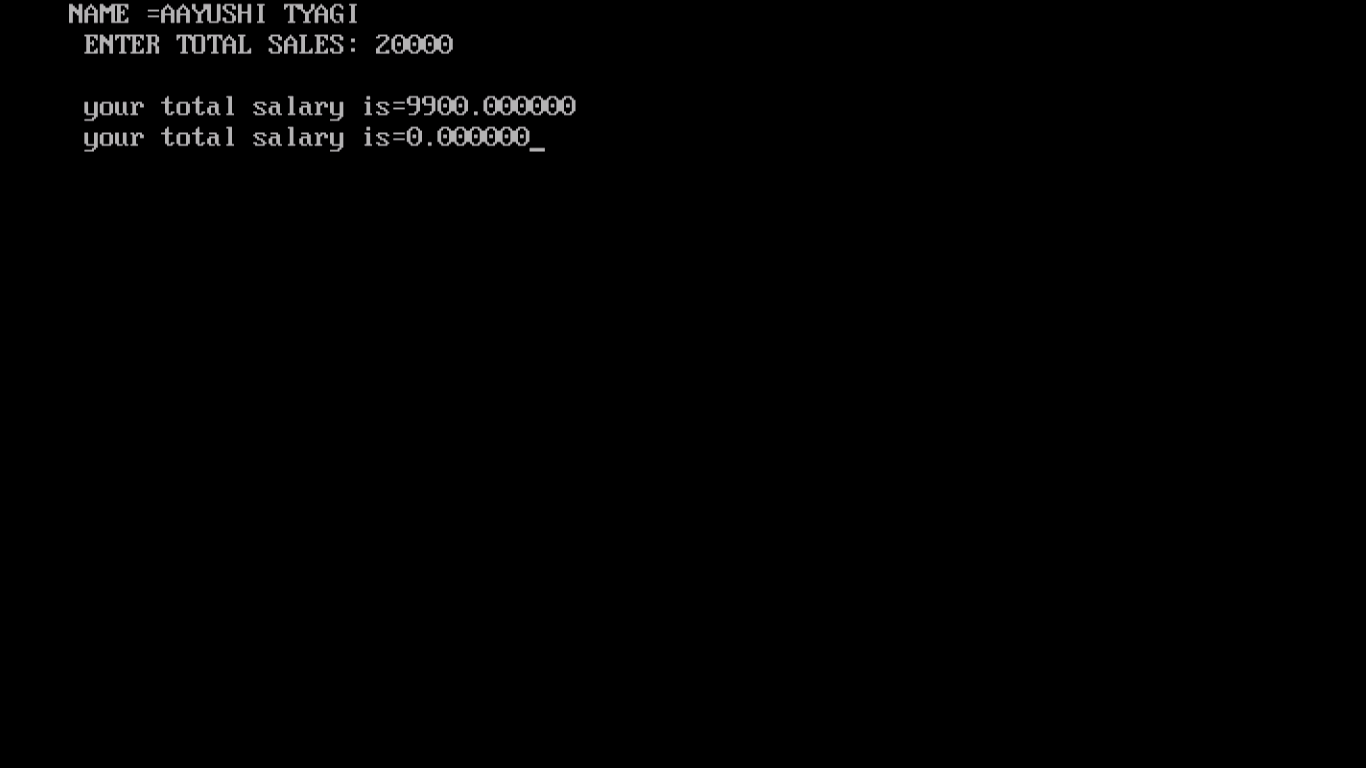 NAME =AAYUSHI TYAGI
ENTER TOTAL SALES: 20000
your total salary is=9900.000000
your total salary is=0.000000_